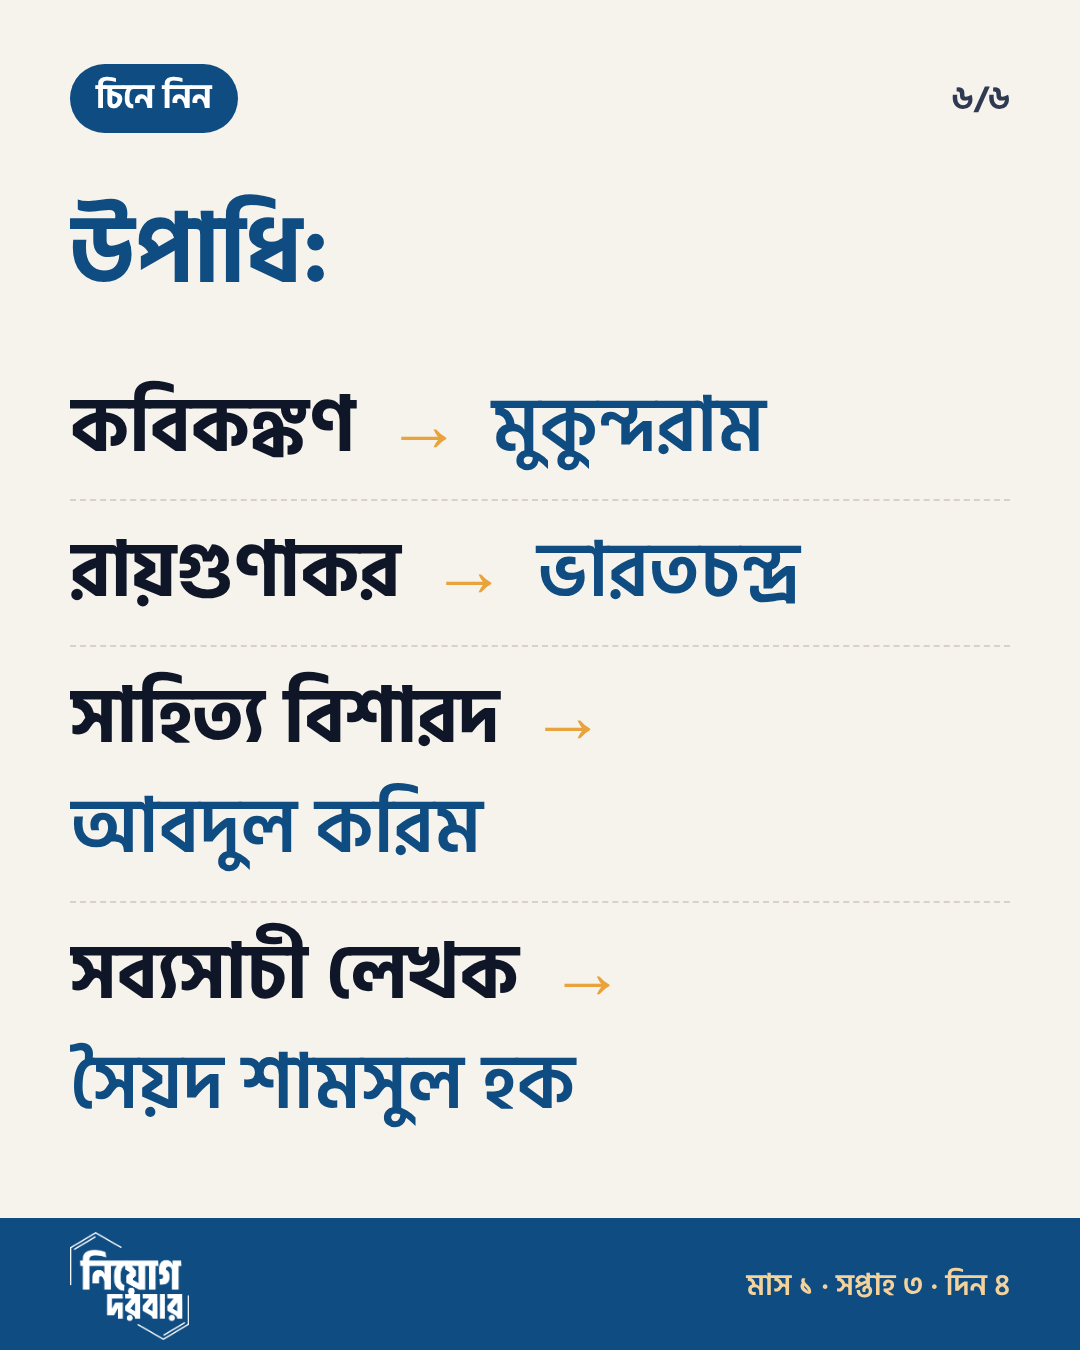 চিনে নিন
৬/৬
উপাধি:
কবিকঙ্কণ → মুকুন্দরাম
রায়গুণাকর → ভারতচন্দ্র
সাহিত্য বিশারদ →
আবদুল করিম
সব্যসাচী লেখক →
সৈয়দ শামসুল হক
নিয়োগ
দরবার
মাস ১ · সপ্তাহ ৩ · দিন ৪